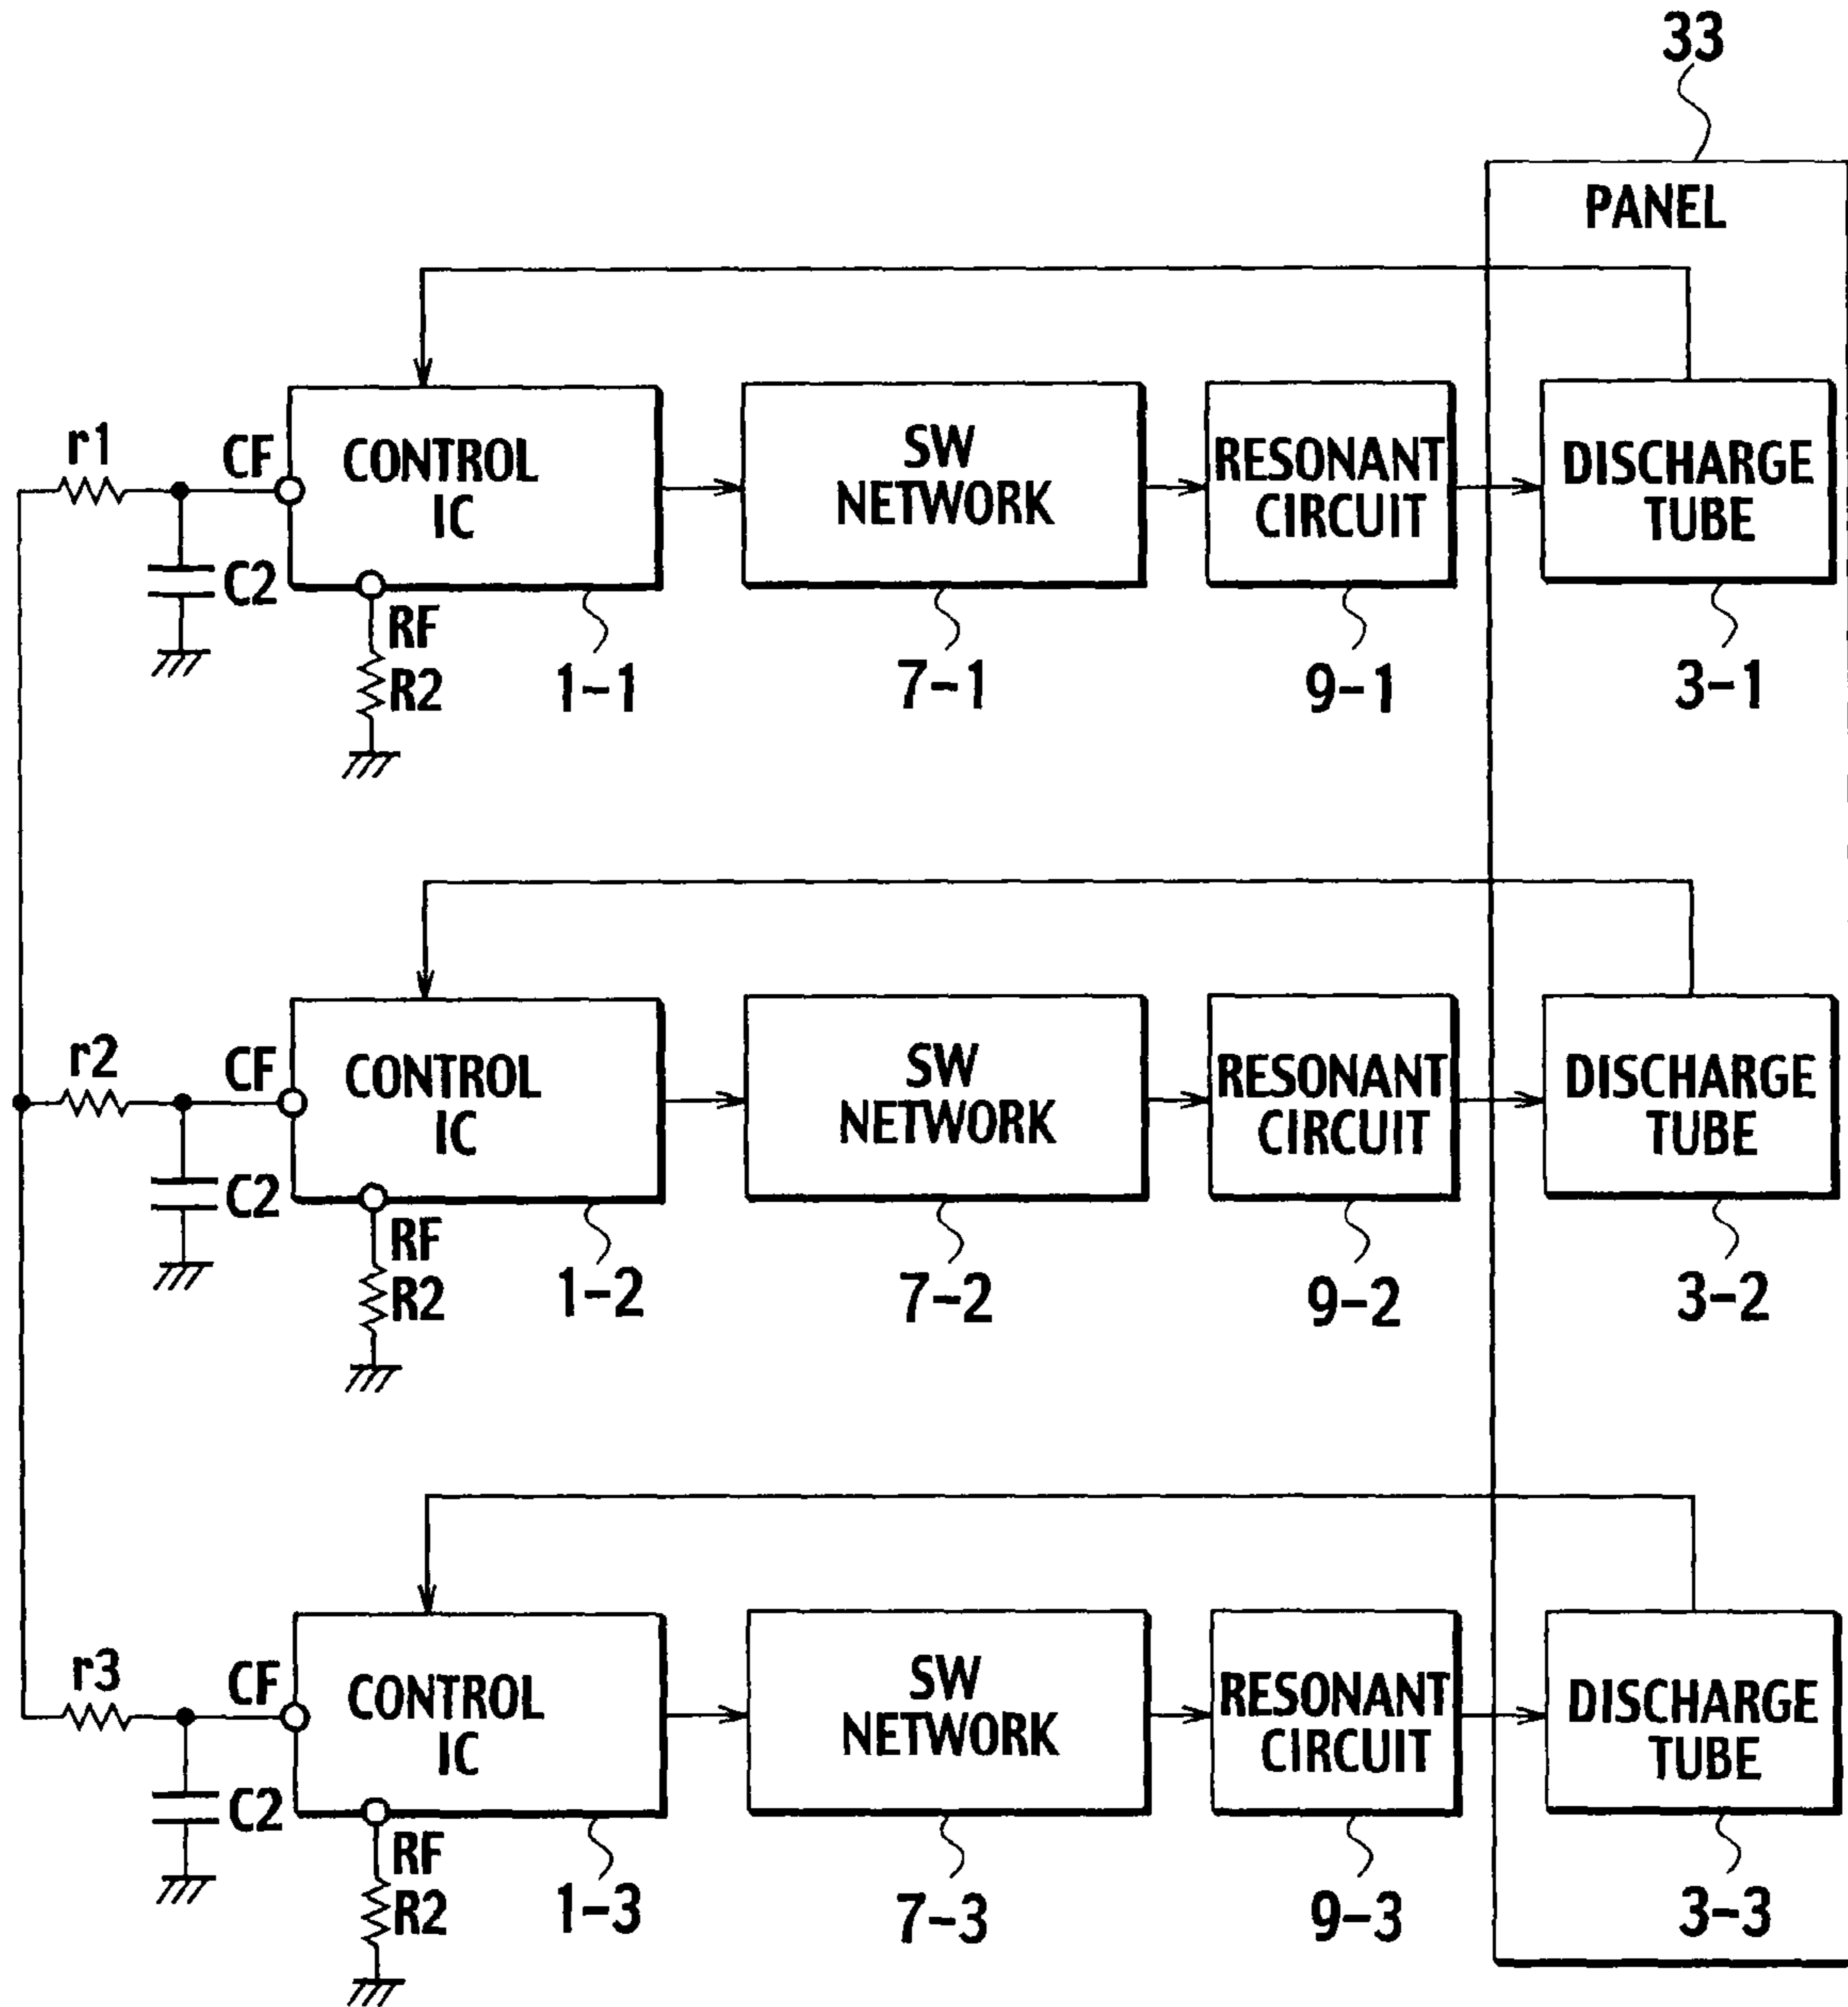 33
PANEL
r1
CF
CONTROL
IC
SW
NETWORK
RESONANT
CIRCUIT
DISCHARGE
TUBE
C2
RF
R2
1-1
7-1
9-1
3-1
r2
CF
CONTROL
IC
SW
NETWORK
RESONANT
CIRCUIT
DISCHARGE
TUBE
C2
RF
R2
1-2
7-2
9-2
3-2
r3
CF
CONTROL
IC
SW
NETWORK
RESONANT
CIRCUIT
DISCHARGE
TUBE
C2
RF
R2
1-3
7-3
9-3
3-3